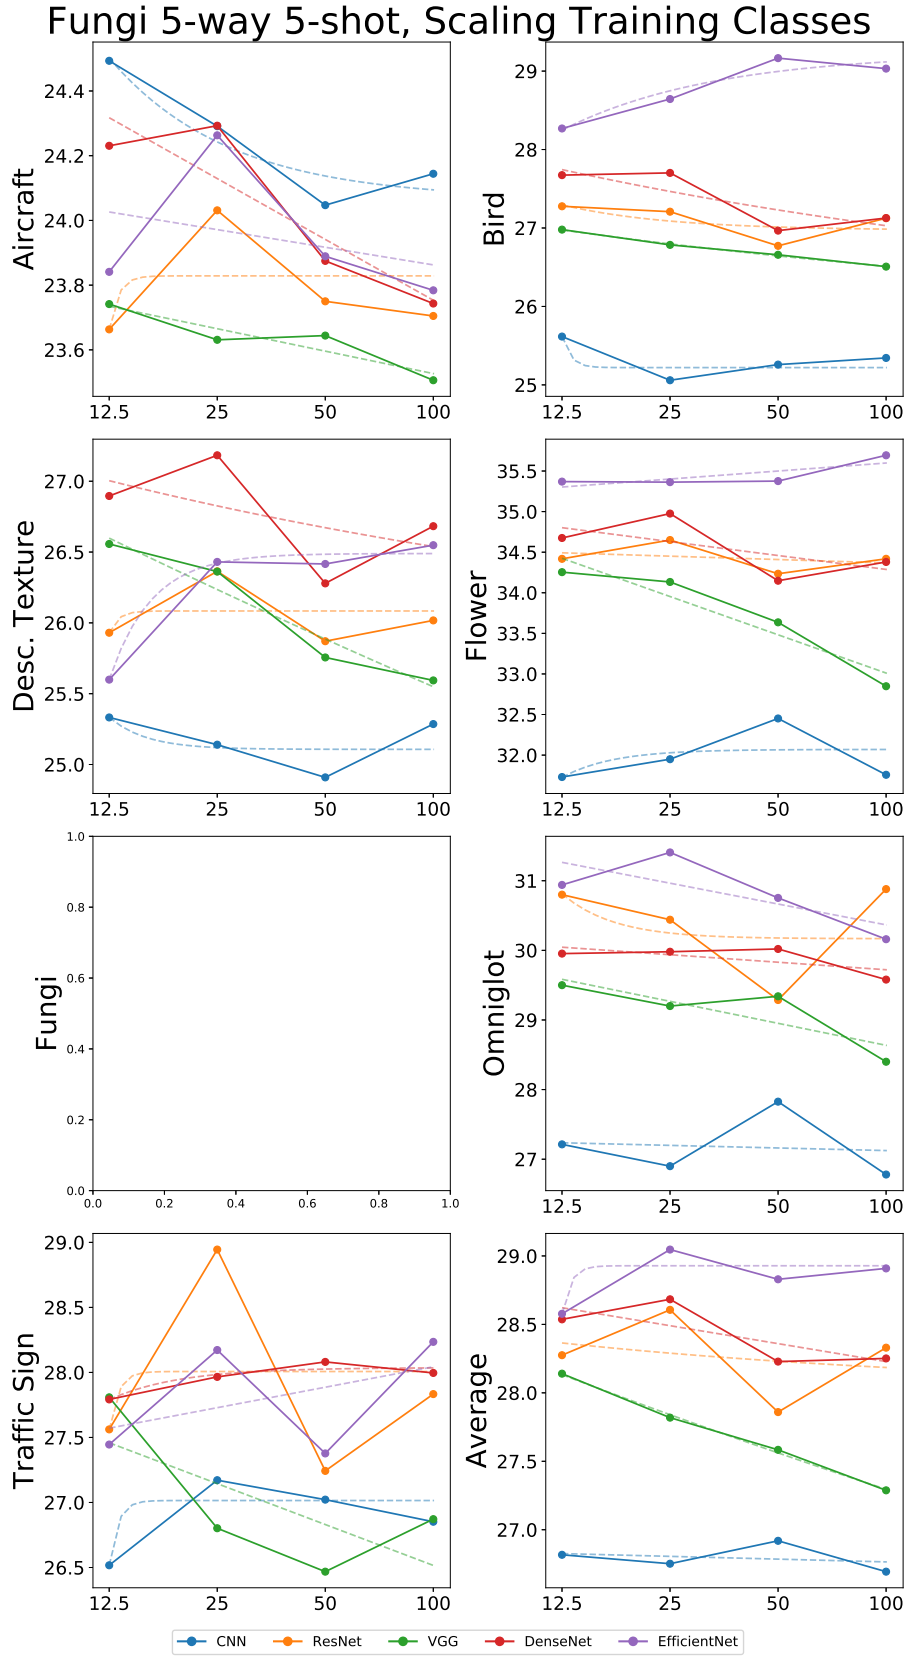 Fungi 5-way 5-shot, Scaling Training Classes
Aircraft
24.4
24.2
24.0
23.8
23.6
12.5 25 50 100
Bird
29
28
27
26
25
12.5 25 50 100
Desc. Texture
27.0
26.5
26.0
25.5
25.0
12.5 25 50 100
Flower
35.5
35.0
34.5
34.0
33.5
33.0
32.5
32.0
12.5 25 50 100
Fungi
1.0
0.8
0.6
0.4
0.2
0.0
0.0 0.2 0.4 0.6 0.8 1.0
Omniglot
31
30
29
28
27
12.5 25 50 100
Traffic Sign
29.0
28.5
28.0
27.5
27.0
26.5
12.5 25 50 100
Average
29.0
28.5
28.0
27.5
27.0
12.5 25 50 100
CNN ResNet VGG DenseNet EfficientNet